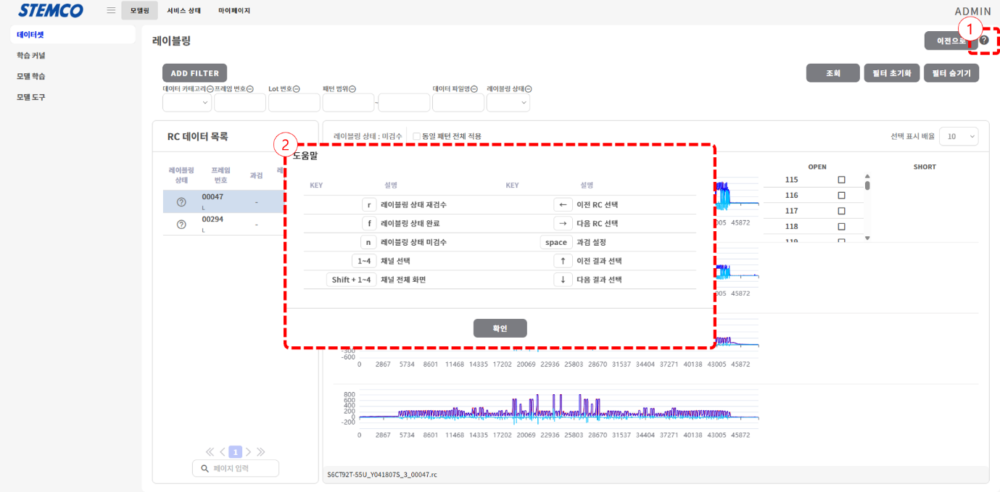 STEMCO
모델링 서비스 상태 마이페이지
ADMIN
데이터셋
학습 커널
모델 학습
모델 도구
레이블링
이전으로
1
ADD FILTER
조회 필터 초기화 필터 숨기기
데이터 카테고리 프레임 번호 Lot 번호 패턴 범위 데이터 파일명 레이블링 상태
~
RC 데이터 목록
레이블링 상태 : 미검수 동일 패턴 전체 적용
선택 표시 배율 10
2
레이블링 상태 프레임 번호 과검 레
00047
L
-
00294
L
-
도움말
KEY 설명 KEY 설명
r 레이블링 상태 재검수 ← 이전 RC 선택
f 레이블링 상태 완료 → 다음 RC 선택
n 레이블링 상태 미검수 space 과검 설정
1~4 채널 선택 ↑ 이전 결과 선택
Shift + 1~4 채널 전체 화면 ↓ 다음 결과 선택
확인
OPEN SHORT
115
116
117
118
119
005 45872
005 45872
-300
-600
0 2867 5734 8601 11468 14335 17202 20069 22936 25803 28670 31537 34404 37271 40138 43005 45872
800
600
400
200
0
-200
0 2867 5734 8601 11468 14335 17202 20069 22936 25803 28670 31537 34404 37271 40138 43005 45872
1
페이지 입력
S6CT92T-55U_Y041807S_3_00047.rc